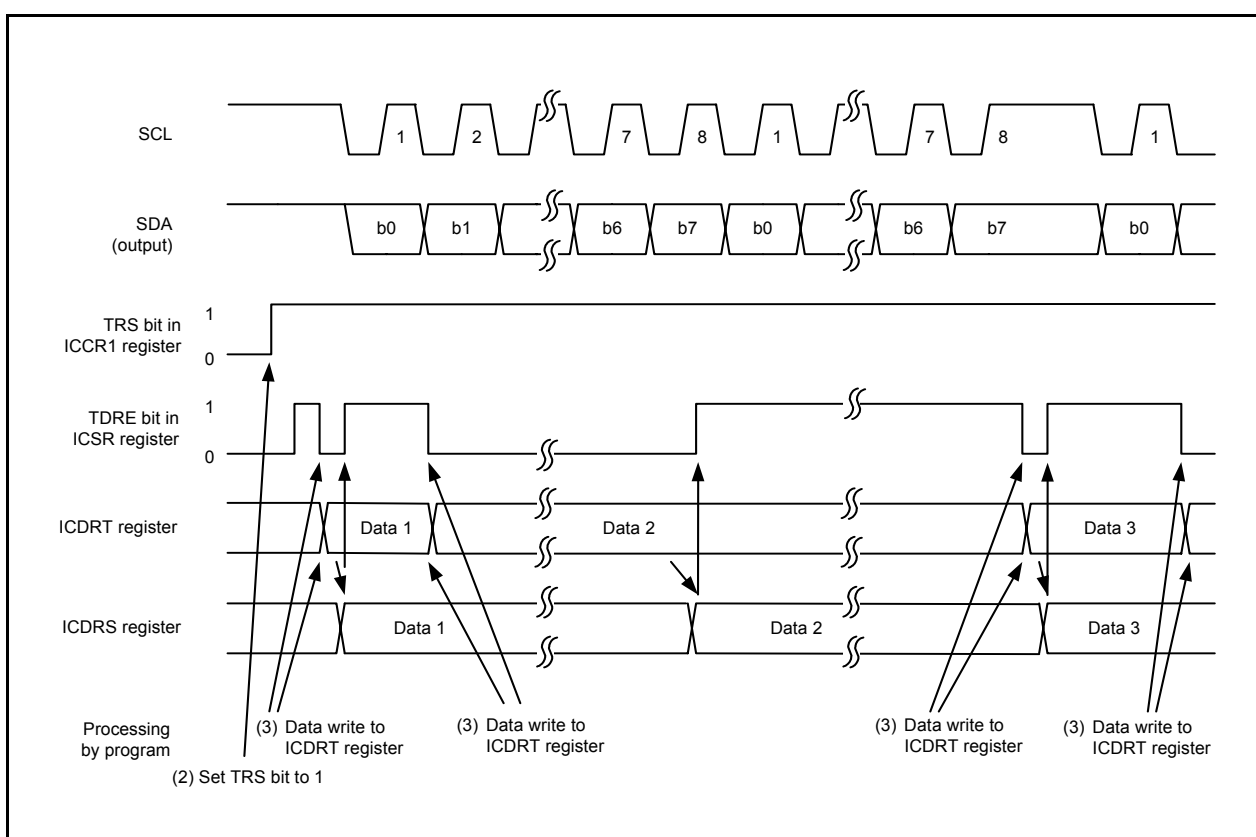 SCL
1
2
7
8
1
7
8
1
SDA
(output)
b0
b1
b6
b7
b0
b6
b7
b0
TRS bit in
ICCR1 register
1
0
TDRE bit in
ICSR register
1
0
ICDRT register
Data 1
Data 2
Data 3
ICDRS register
Data 1
Data 2
Data 3
Processing
by program
(3) Data write to
ICDRT register
(3) Data write to
ICDRT register
(3) Data write to
ICDRT register
(3) Data write to
ICDRT register
(2) Set TRS bit to 1